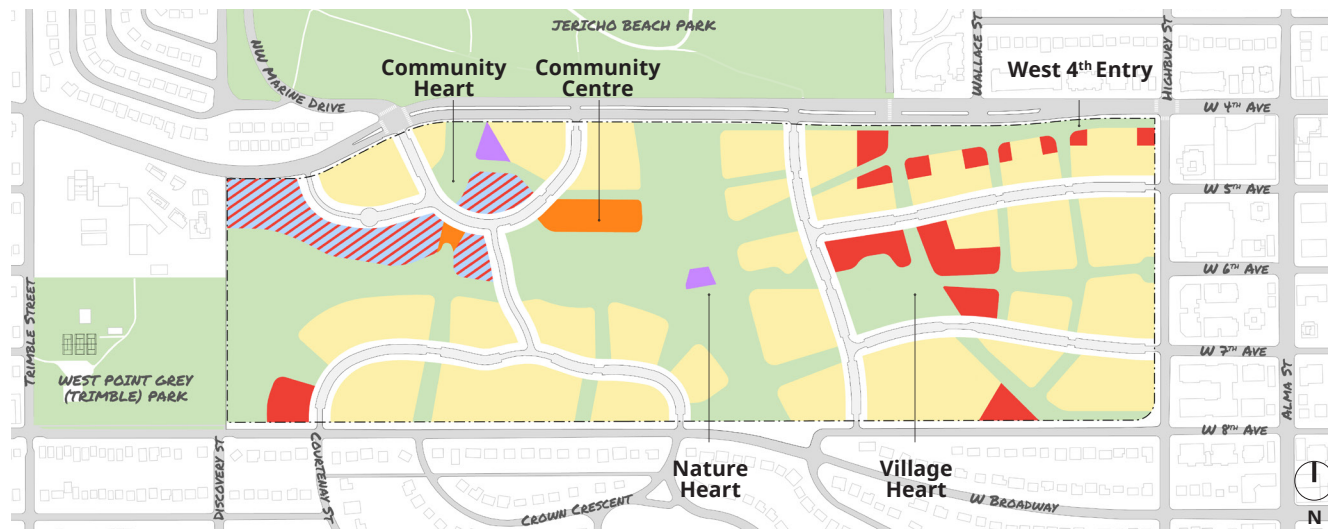 JERICHO BEACH PARK
WALLACE ST
HIGHBURY ST
NW MARINE DRIVE
Community
Heart
Community
Centre
West 4th Entry
W 4TH AVE
W 5TH AVE
W 6TH AVE
W 7TH AVE
W 8TH AVE
ALMA ST
TRIMBLE STREET
WEST POINT GREY
(TRIMBLE) PARK
DISCOVERY ST
COURTENAY ST
Nature
Heart
Village
Heart
CROWN CRESCENT
W BROADWAY
N